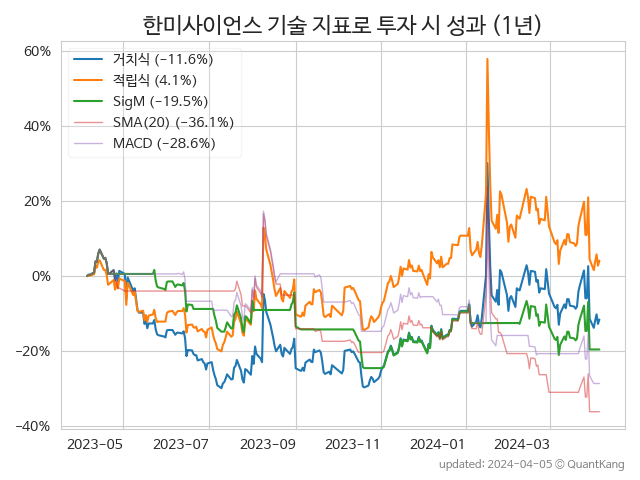 한미사이언스 기술 지표로 투자 시 성과 (1년)
60%
40%
20%
0%
−20%
−40%
거치식 (−11.6%)
적립식 (4.1%)
SigM (−19.5%)
SMA(20) (−36.1%)
MACD (−28.6%)
2023−05 2023−07 2023−09 2023−11 2024−01 2024−03
updated: 2024−04−05 © QuantKang